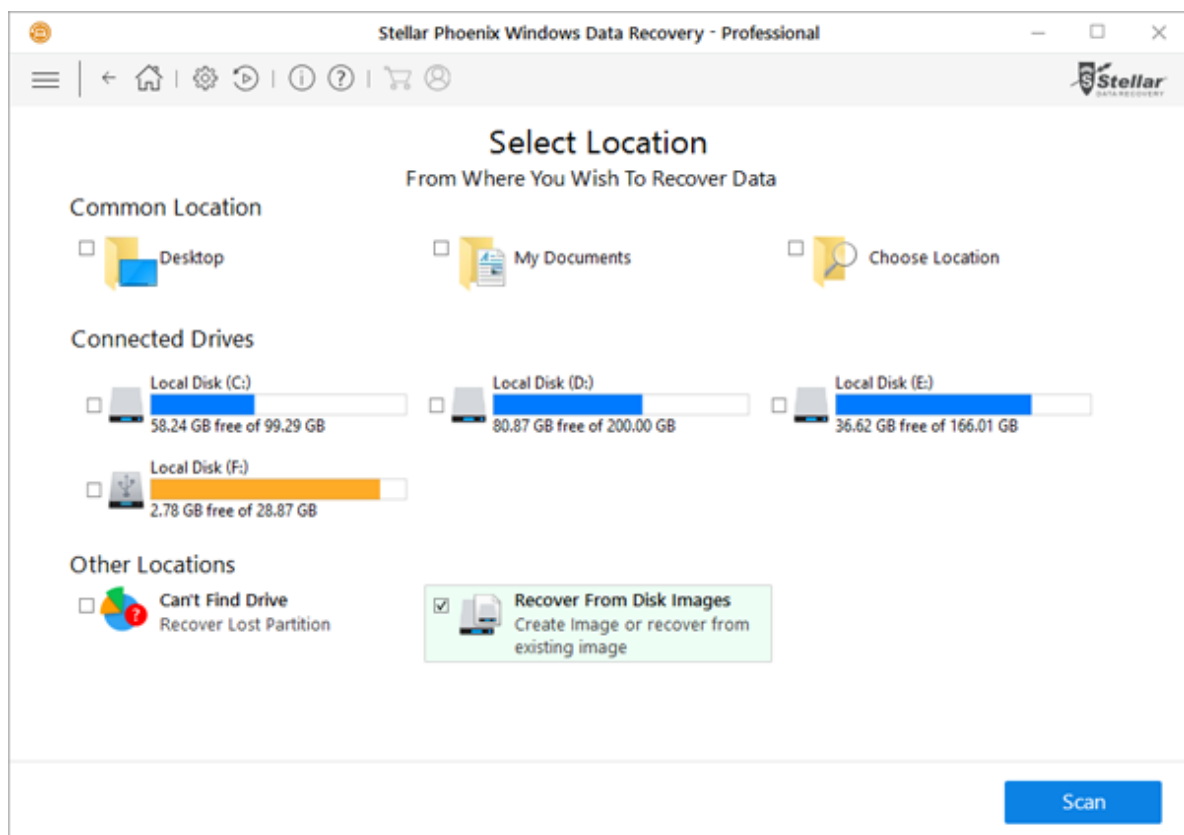 Stellar Phoenix Windows Data Recovery - Professional
Stellar
DATA RECOVERY
Select Location
From Where You Wish To Recover Data
Common Location
Desktop
My Documents
Choose Location
Connected Drives
Local Disk (C:)
58.24 GB free of 99.29 GB
Local Disk (D:)
80.87 GB free of 200.00 GB
Local Disk (E:)
36.62 GB free of 166.01 GB
Local Disk (F:)
2.78 GB free of 28.87 GB
Other Locations
Can't Find Drive
Recover Lost Partition
Recover From Disk Images
Create Image or recover from
existing image
Scan